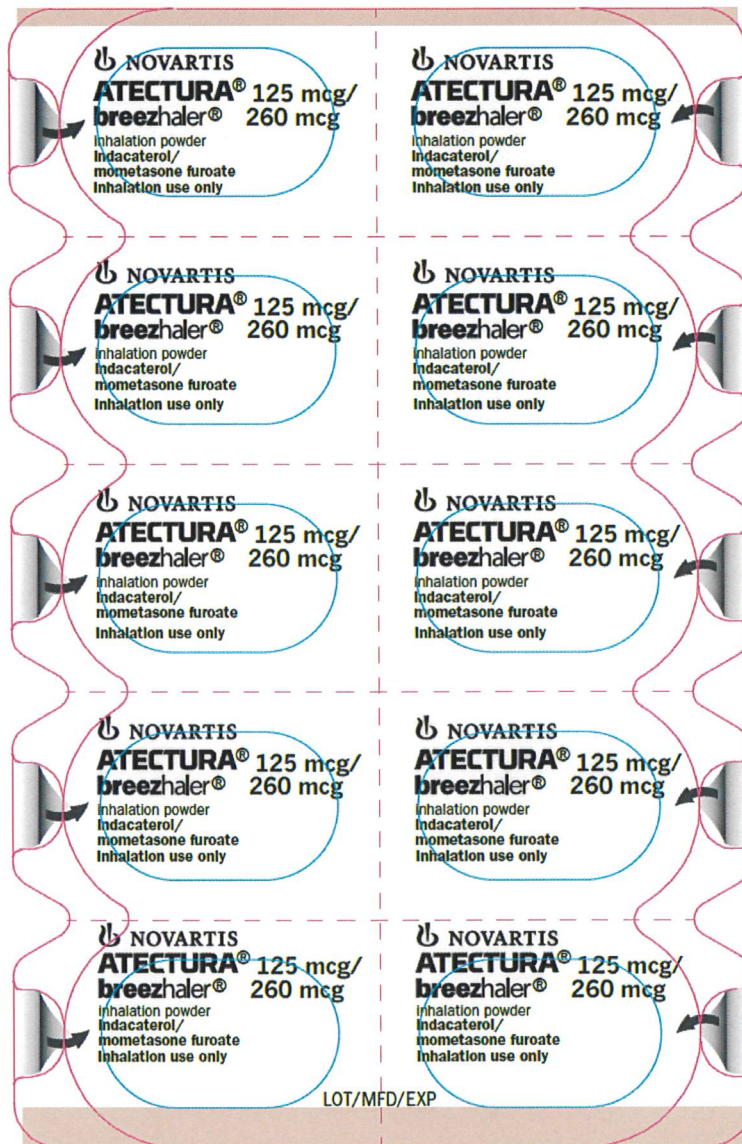 NOVARTIS
ATECTURA® 125 mcg/
breezhaler® 260 mcg
inhalation powder
Indacaterol/
mometasone furoate
Inhalation use only
NOVARTIS
ATECTURA® 125 mcg/
breezhaler® 260 mcg
inhalation powder
Indacaterol/
mometasone furoate
Inhalation use only
NOVARTIS
ATECTURA® 125 mcg/
breezhaler® 260 mcg
inhalation powder
Indacaterol/
mometasone furoate
Inhalation use only
NOVARTIS
ATECTURA® 125 mcg/
breezhaler® 260 mcg
inhalation powder
Indacaterol/
mometasone furoate
Inhalation use only
NOVARTIS
ATECTURA® 125 mcg/
breezhaler® 260 mcg
inhalation powder
Indacaterol/
mometasone furoate
Inhalation use only
NOVARTIS
ATECTURA® 125 mcg/
breezhaler® 260 mcg
inhalation powder
Indacaterol/
mometasone furoate
Inhalation use only
NOVARTIS
ATECTURA® 125 mcg/
breezhaler® 260 mcg
inhalation powder
Indacaterol/
mometasone furoate
Inhalation use only
NOVARTIS
ATECTURA® 125 mcg/
breezhaler® 260 mcg
inhalation powder
Indacaterol/
mometasone furoate
Inhalation use only
NOVARTIS
ATECTURA® 125 mcg/
breezhaler® 260 mcg
inhalation powder
Indacaterol/
mometasone furoate
Inhalation use only
NOVARTIS
ATECTURA® 125 mcg/
breezhaler® 260 mcg
inhalation powder
Indacaterol/
mometasone furoate
Inhalation use only
LOT/MFD/EXP